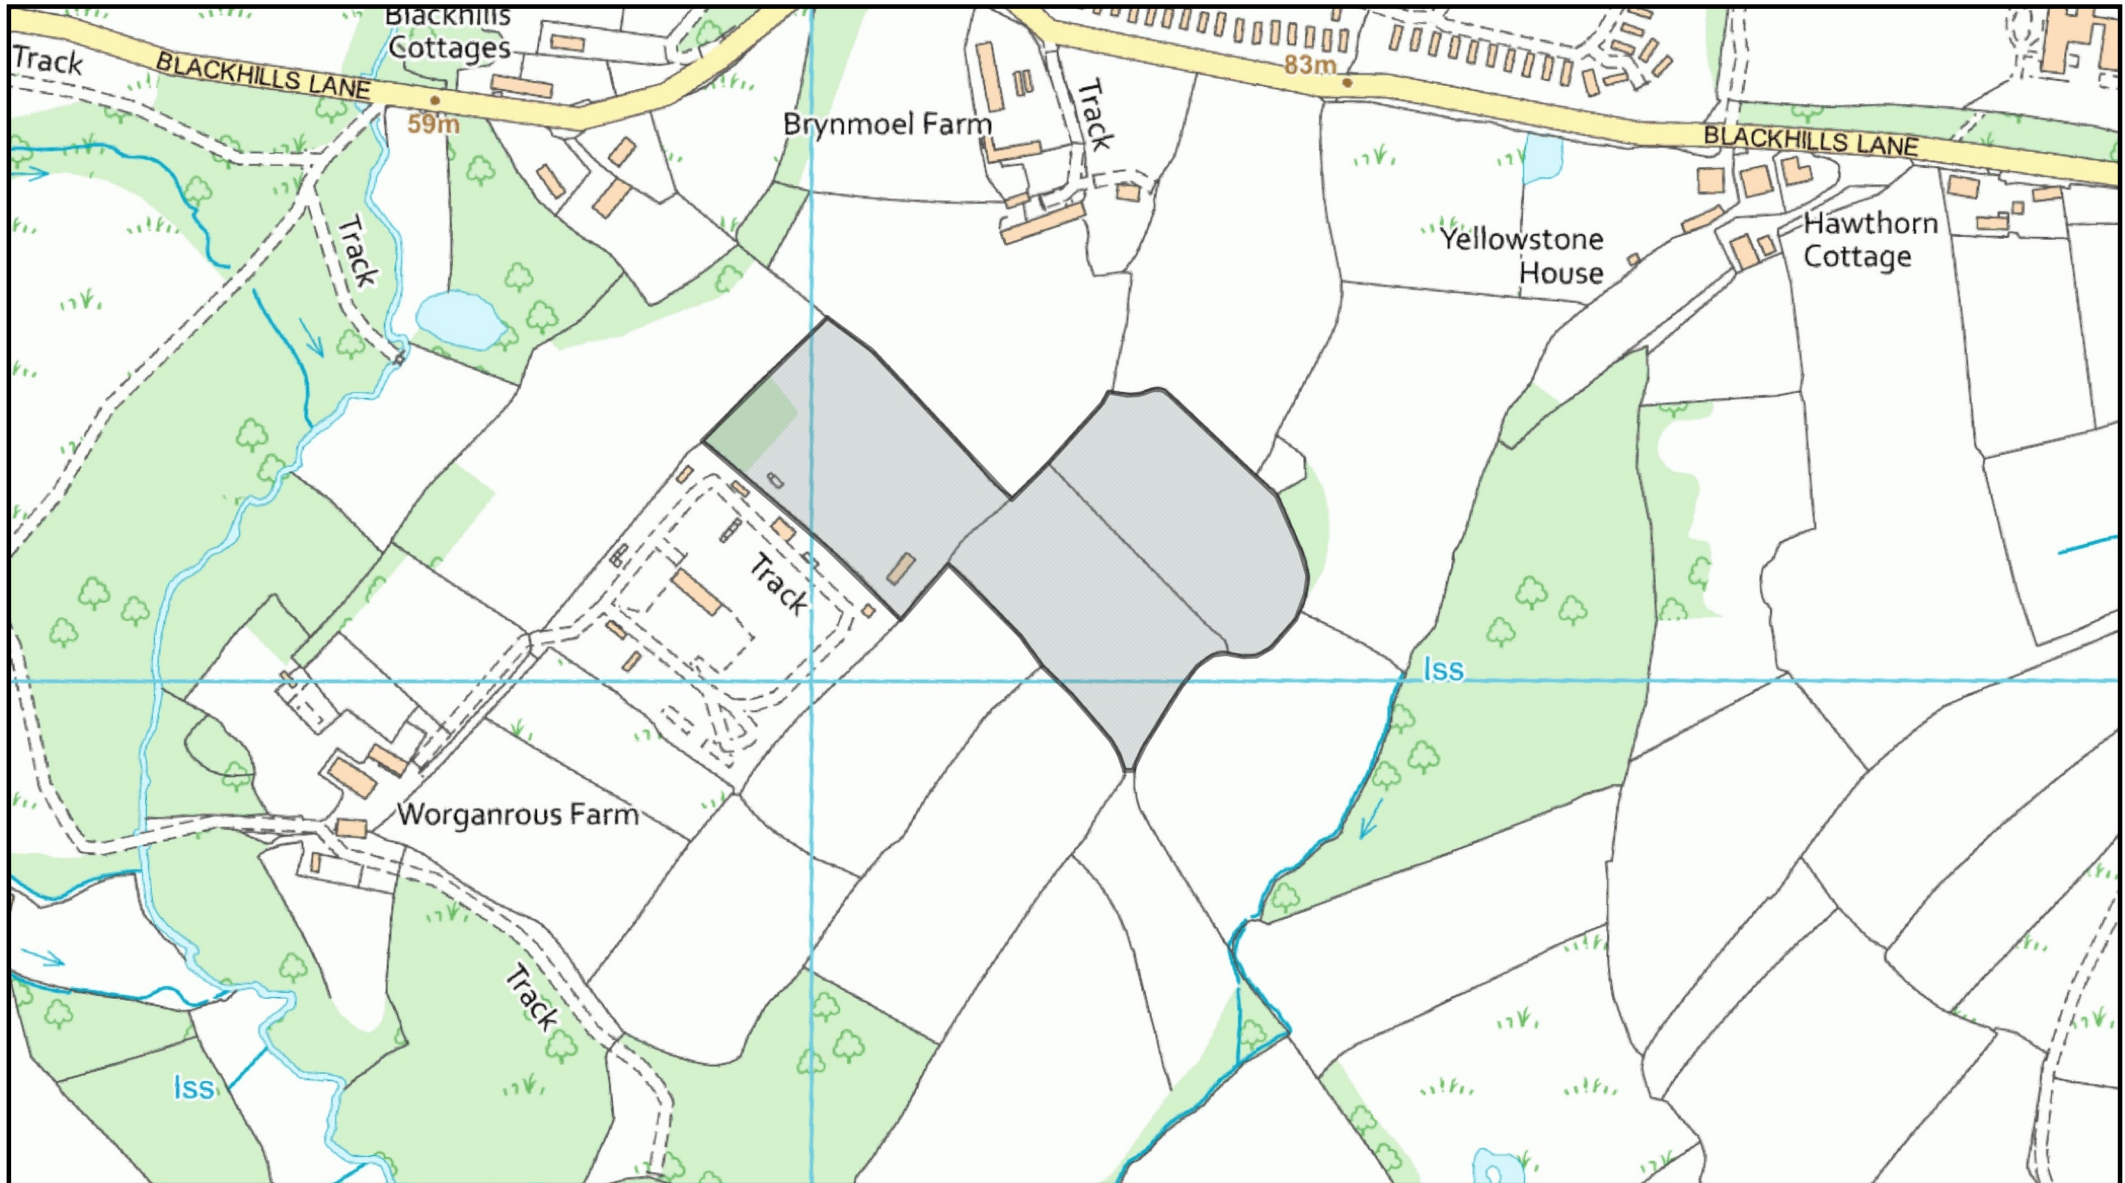 Blackhills
Cottages
Track
BLACKHILLS LANE
59m
Track
Brynmoel Farm
Track
83m
BLACKHILLS LANE
Yellowstone
House
Hawthorn
Cottage
Track
Iss
Worganrous Farm
Track
Iss